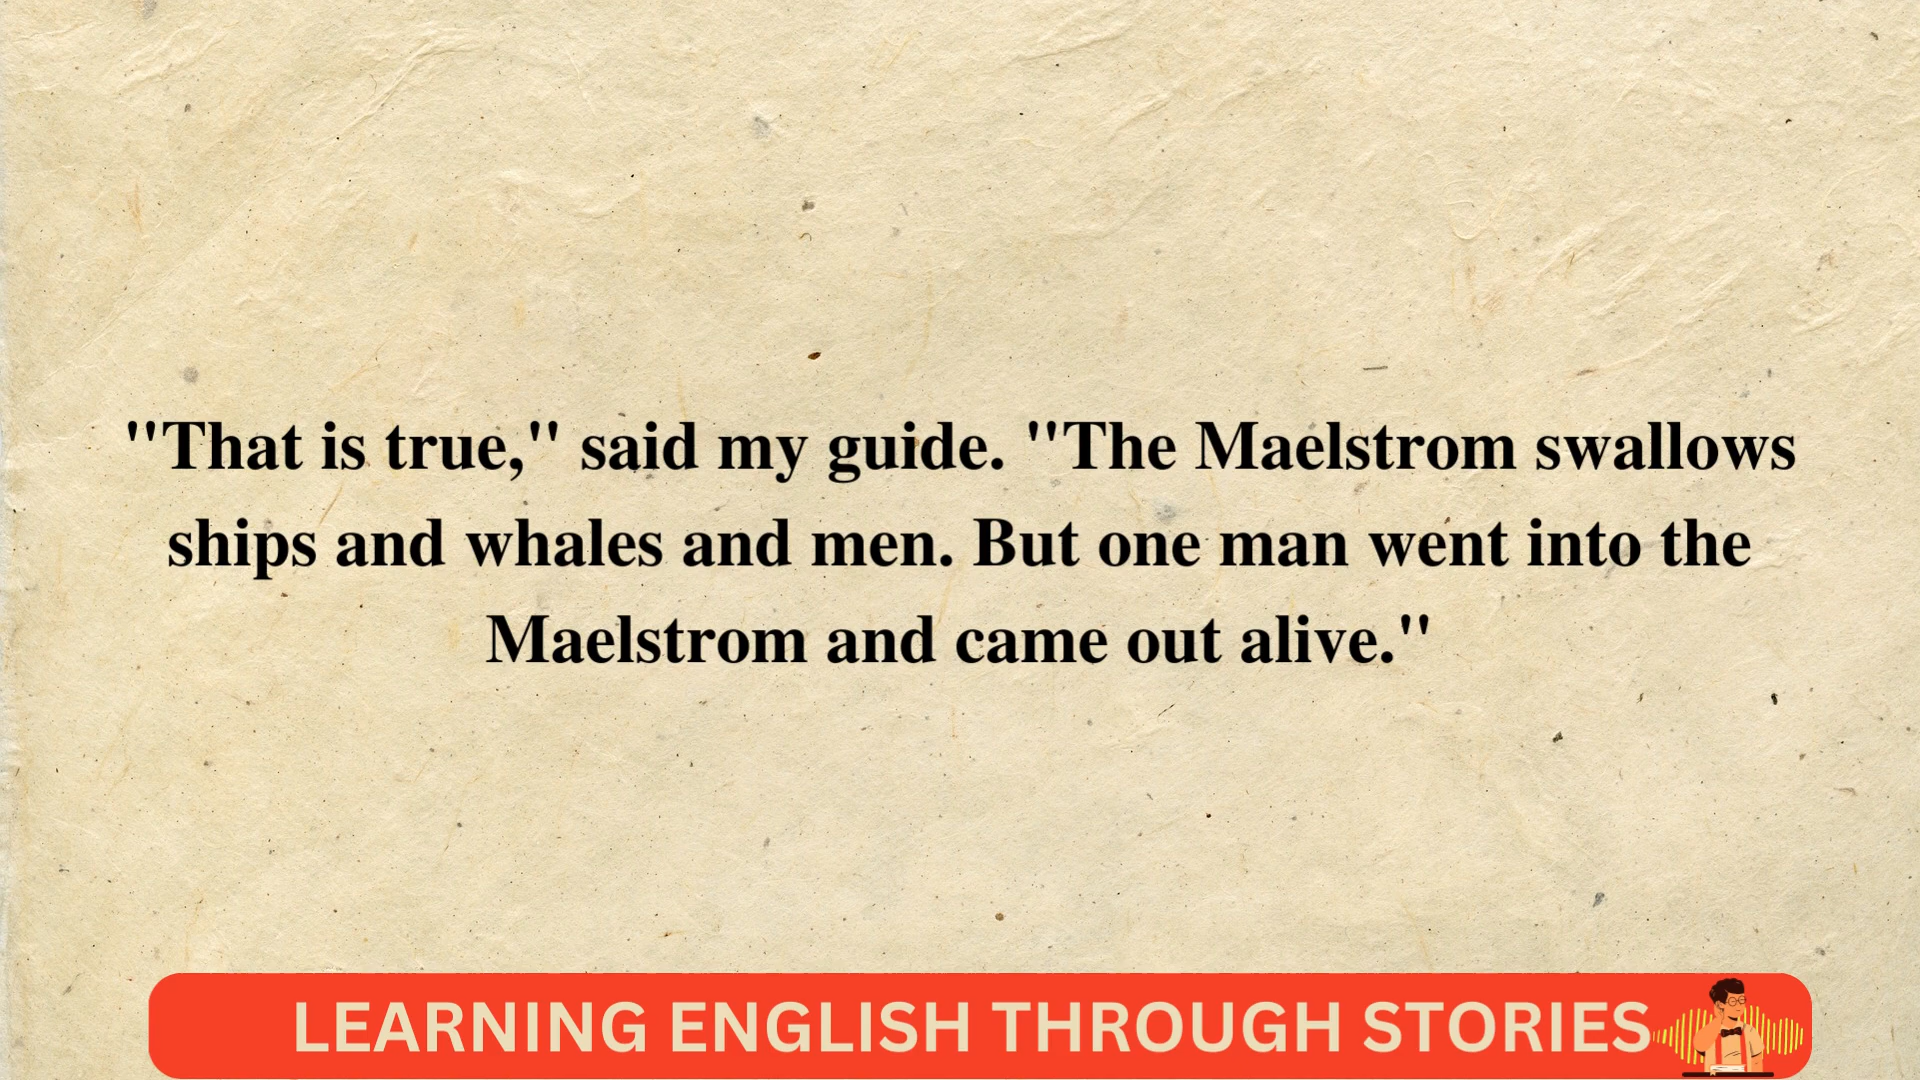 "That is true," said my guide. "The Maelstrom swallows
ships and whales and men. But one man went into the
Maelstrom and came out alive."
LEARNING ENGLISH THROUGH STORIES